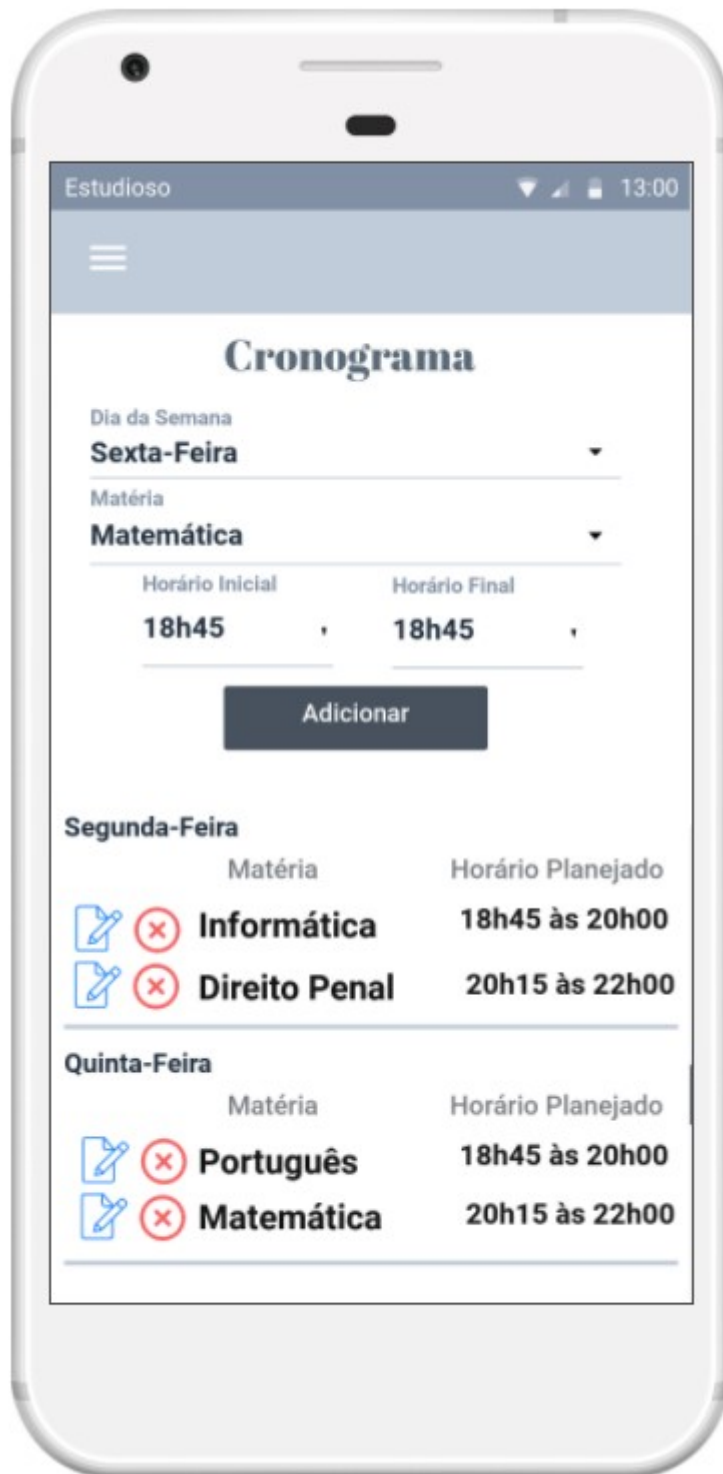 Estudioso 13:00
Cronograma
Dia da Semana
Sexta-Feira
Matéria
Matemática
Horário Inicial Horário Final
18h45 18h45
Adicionar
Segunda-Feira
Matéria Horário Planejado
Informática 18h45 às 20h00
Direito Penal 20h15 às 22h00
Quinta-Feira
Matéria Horário Planejado
Português 18h45 às 20h00
Matemática 20h15 às 22h00